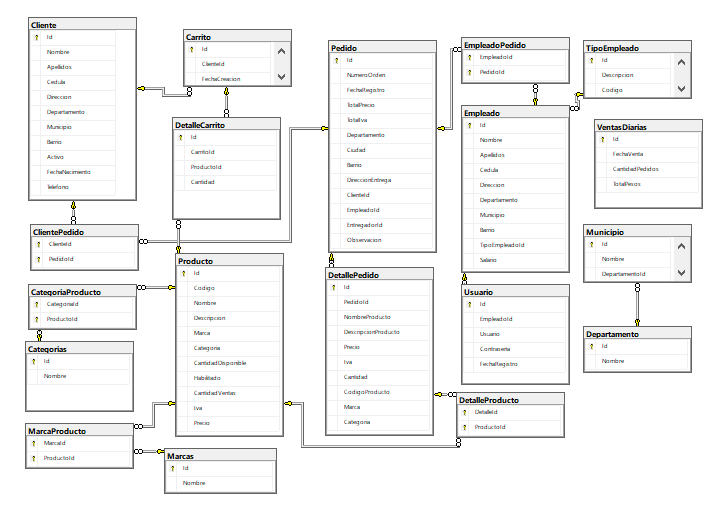 Cliente
Id
Nombre
Apellidos
Cedula
Direccion
Departamento
Municipio
Barrio
Activo
FechaNacimiento
Telefono
Carrito
Id
ClienteId
FechaCreacion
DetalleCarrito
Id
CarritoId
ProductoId
Cantidad
ClientePedido
ClienteId
PedidoId
CategoriaProducto
CategoriaId
ProductoId
Categorias
Id
Nombre
MarcaProducto
MarcaId
ProductoId
Marcas
Id
Nombre
Producto
Id
Codigo
Nombre
Descripcion
Marca
Categoria
CantidadDisponible
Habilitado
CantidadVentas
Iva
Precio
Pedido
Id
NumeroOrden
FechaRegistro
TotalPrecio
TotalIva
Departamento
Ciudad
Barrio
DireccionEntrega
ClienteId
EmpleadoId
EntregadorId
Observacion
DetallePedido
Id
PedidoId
NombreProducto
DescripcionProducto
Precio
Iva
Cantidad
CodigoProducto
Marca
Categoria
EmpleadoPedido
EmpleadoId
PedidoId
Empleado
Id
Nombre
Apellidos
Cedula
Direccion
Departamento
Municipio
Barrio
TipoEmpleadoId
Salario
Usuario
Id
EmpleadoId
Usuario
Contraseña
FechaRegistro
DetalleProducto
DetalleId
ProductoId
TipoEmpleado
Id
Descripcion
Codigo
VentasDiarias
Id
FechaVenta
CantidadPedidos
TotalPesos
Municipio
Id
Nombre
DepartamentoId
Departamento
Id
Nombre